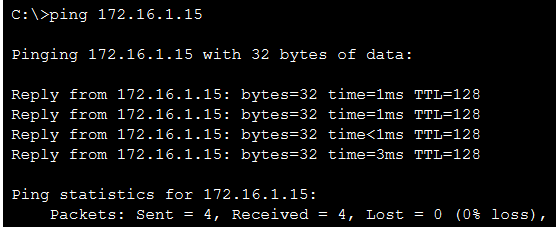 C:\>ping 172.16.1.15
Pinging 172.16.1.15 with 32 bytes of data:
Reply from 172.16.1.15: bytes=32 time=1ms TTL=128
Reply from 172.16.1.15: bytes=32 time=1ms TTL=128
Reply from 172.16.1.15: bytes=32 time<1ms TTL=128
Reply from 172.16.1.15: bytes=32 time=3ms TTL=128
Ping statistics for 172.16.1.15:
Packets: Sent = 4, Received = 4, Lost = 0 (0% loss),